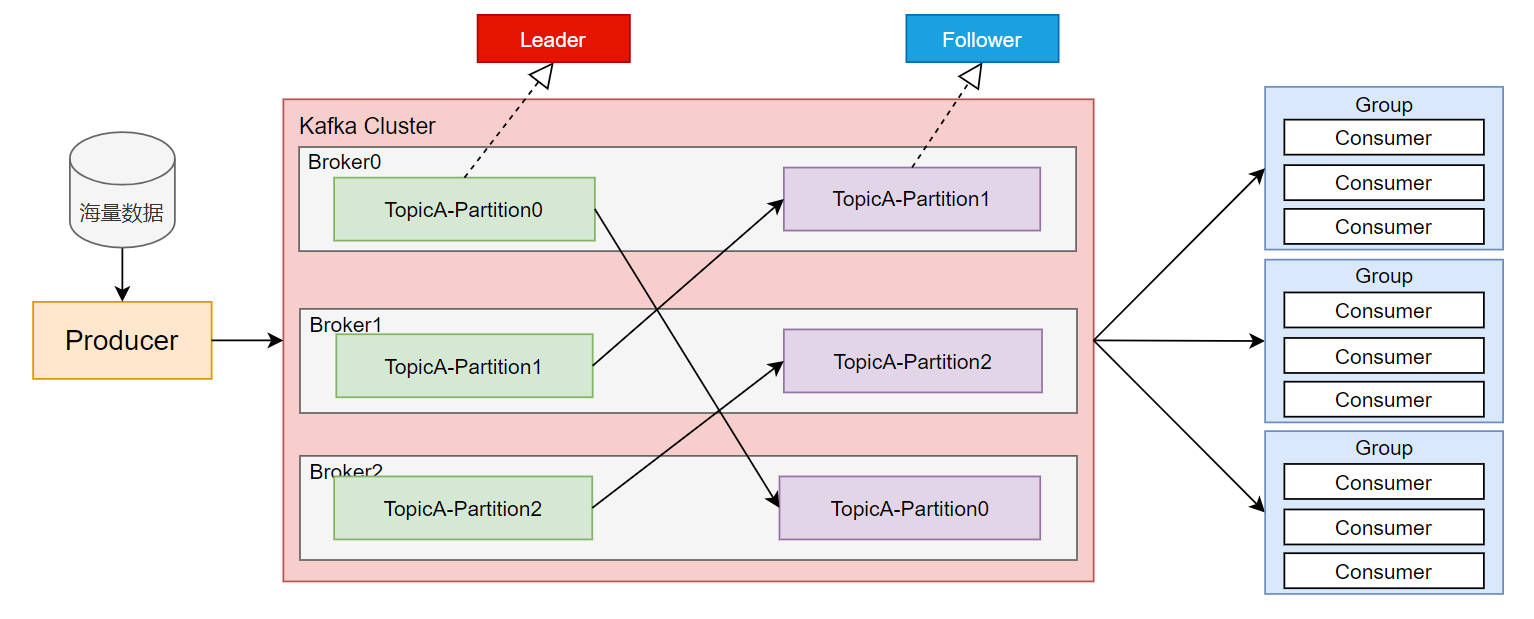 Leader
Follower
Kafka Cluster
Broker0
TopicA-Partition0
TopicA-Partition1
Broker1
TopicA-Partition1
TopicA-Partition2
Broker2
TopicA-Partition2
TopicA-Partition0
海量数据
Producer
Group
Consumer
Consumer
Consumer
Group
Consumer
Consumer
Consumer
Group
Consumer
Consumer
Consumer